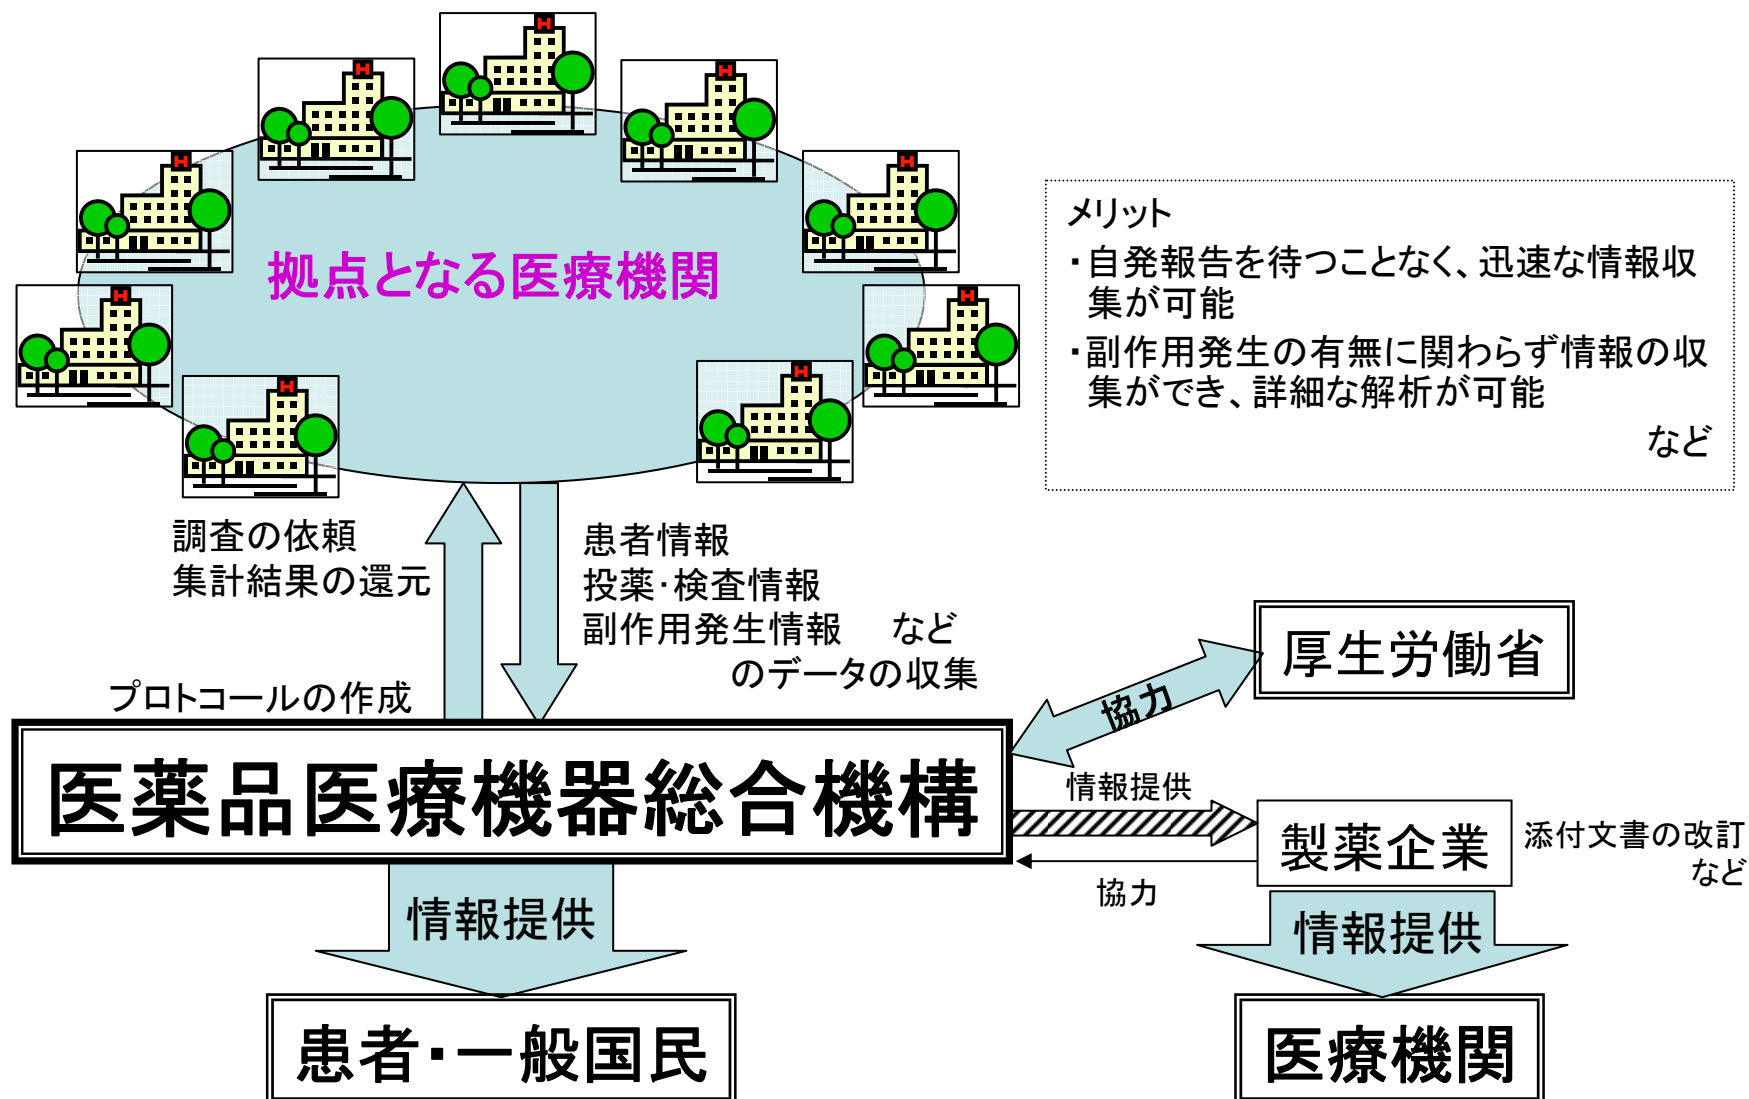 H
H
H
H
H
H
H
H
H
拠点となる医療機関
メリット
・自発報告を待つことなく、迅速な情報収
集が可能
・副作用発生の有無に関わらず情報の収
集ができ、詳細な解析が可能
など
調査の依頼
集計結果の還元
患者情報
投薬・検査情報
副作用発生情報　など
のデータの収集
プロトコールの作成
医薬品医療機器総合機構
協力
厚生労働省
情報提供
協力
製薬企業
添付文書の改訂
など
情報提供
情報提供
患者・一般国民
医療機関